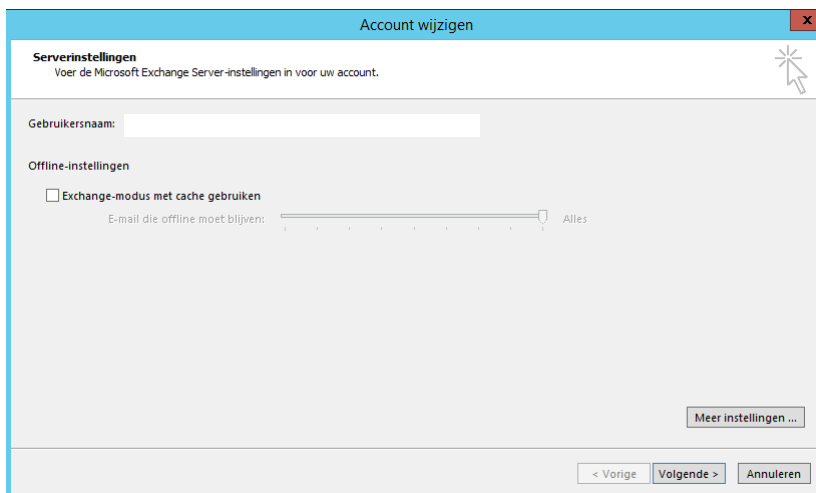 Account wijzigen
x
Serverinstellingen
Voer de Microsoft Exchange Server-instellingen in voor uw account.
Gebruikersnaam:
Offline-instellingen
Exchange-modus met cache gebruiken
E-mail die offline moet blijven: Alles
Meer instellingen ...
< Vorige Volgende > Annuleren